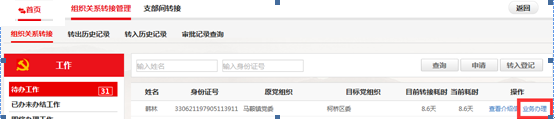 首页 组织关系转接管理 支部间转接 返回
组织关系转接 转出历史记录 转入历史记录 审批记录查询
工作 输入姓名 输入身份证号 查询 申请 转入登记
待办工作 31
已办未办结工作
姓名 身份证号 原党组织 目标党组织 目前转接耗时 当前耗时 操作
韩林 330621197905113911 马鞍镇党委 柯桥区委 8.6天 8.6天 查看介绍信 业务办理